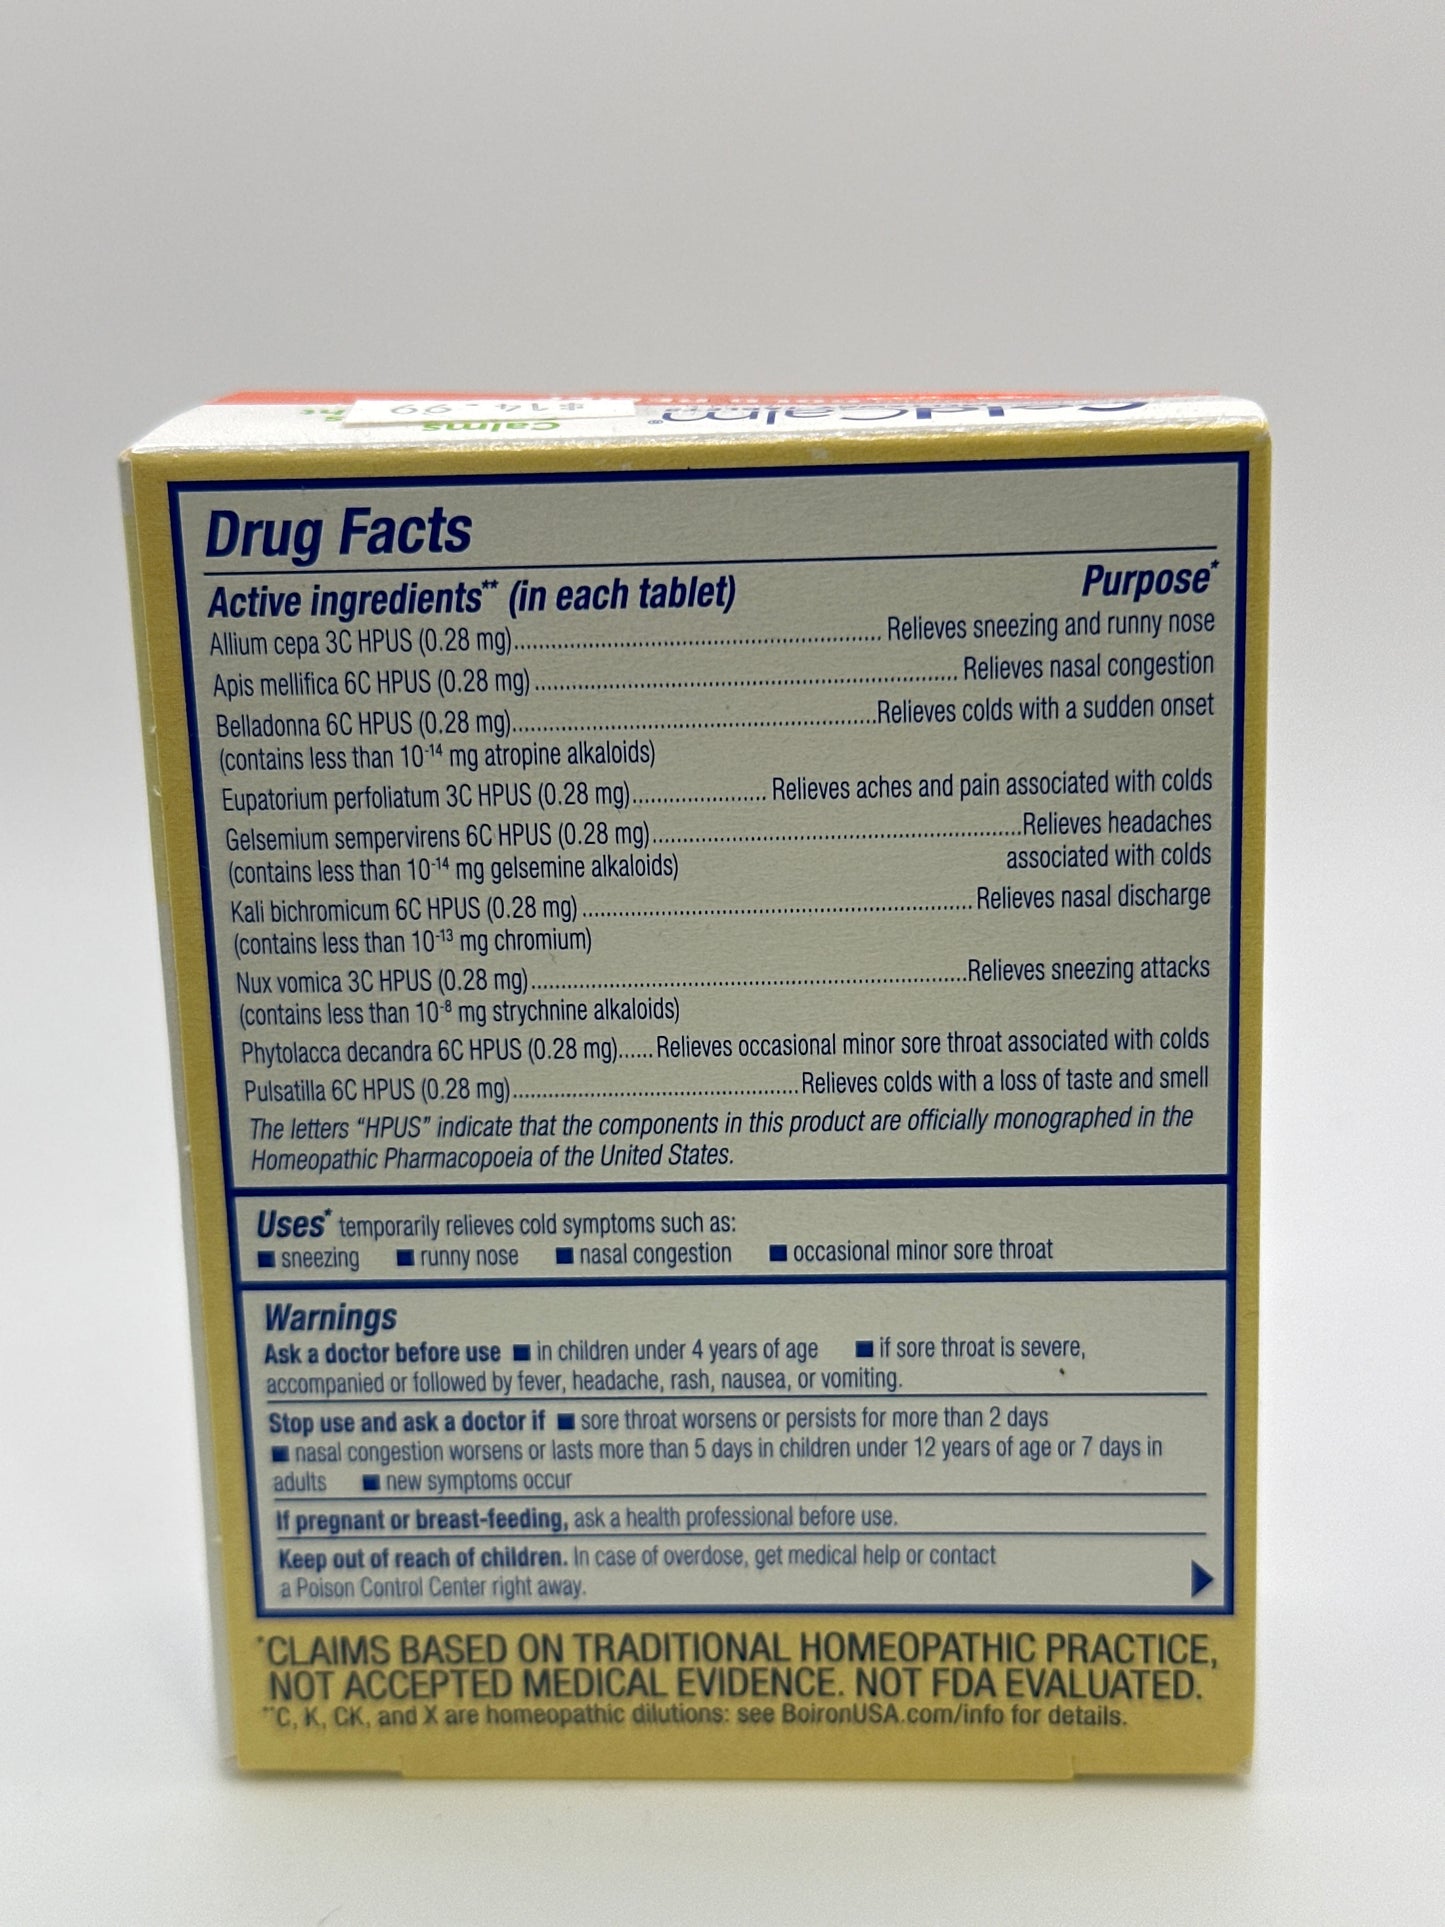 ColdCalm®
Calms
$14.99
Drug Facts
Active ingredients** (in each tablet) Purpose*
Allium cepa 3C HPUS (0.28 mg)..... Relieves sneezing and runny nose
Apis mellifica 6C HPUS (0.28 mg)..... Relieves nasal congestion
Belladonna 6C HPUS (0.28 mg).....Relieves colds with a sudden onset
(contains less than 10⁻¹⁴ mg atropine alkaloids)
Eupatorium perfoliatum 3C HPUS (0.28 mg)..... Relieves aches and pain associated with colds
Gelsemium sempervirens 6C HPUS (0.28 mg).....Relieves headaches
(contains less than 10⁻¹⁴ mg gelsemine alkaloids) associated with colds
Kali bichromicum 6C HPUS (0.28 mg)..... Relieves nasal discharge
(contains less than 10⁻¹³ mg chromium)
Nux vomica 3C HPUS (0.28 mg).....Relieves sneezing attacks
(contains less than 10⁻⁸ mg strychnine alkaloids)
Phytolacca decandra 6C HPUS (0.28 mg)......Relieves occasional minor sore throat associated with colds
Pulsatilla 6C HPUS (0.28 mg).....Relieves colds with a loss of taste and smell
The letters “HPUS” indicate that the components in this product are officially monographed in the
Homeopathic Pharmacopoeia of the United States.
Uses* temporarily relieves cold symptoms such as:
■ sneezing ■ runny nose ■ nasal congestion ■ occasional minor sore throat
Warnings
Ask a doctor before use ■ in children under 4 years of age ■ if sore throat is severe,
accompanied or followed by fever, headache, rash, nausea, or vomiting.
Stop use and ask a doctor if ■ sore throat worsens or persists for more than 2 days
■ nasal congestion worsens or lasts more than 5 days in children under 12 years of age or 7 days in
adults ■ new symptoms occur
If pregnant or breast-feeding, ask a health professional before use.
Keep out of reach of children. In case of overdose, get medical help or contact
a Poison Control Center right away.
*CLAIMS BASED ON TRADITIONAL HOMEOPATHIC PRACTICE,
NOT ACCEPTED MEDICAL EVIDENCE. NOT FDA EVALUATED.
**C, K, CK, and X are homeopathic dilutions: see BoironUSA.com/info for details.